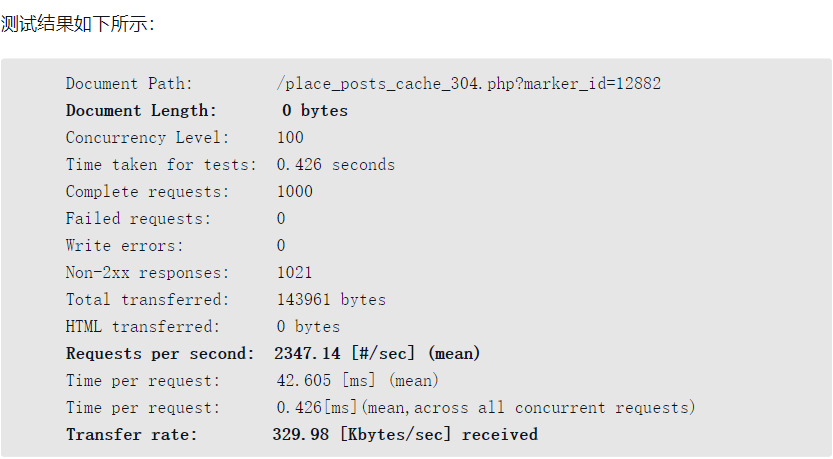 测试结果如下所示：
Document Path: /place_posts_cache_304.php?marker_id=12882
Document Length: 0 bytes
Concurrency Level: 100
Time taken for tests: 0.426 seconds
Complete requests: 1000
Failed requests: 0
Write errors: 0
Non-2xx responses: 1021
Total transferred: 143961 bytes
HTML transferred: 0 bytes
Requests per second: 2347.14 [#/sec] (mean)
Time per request: 42.605 [ms] (mean)
Time per request: 0.426[ms](mean,across all concurrent requests)
Transfer rate: 329.98 [Kbytes/sec] received